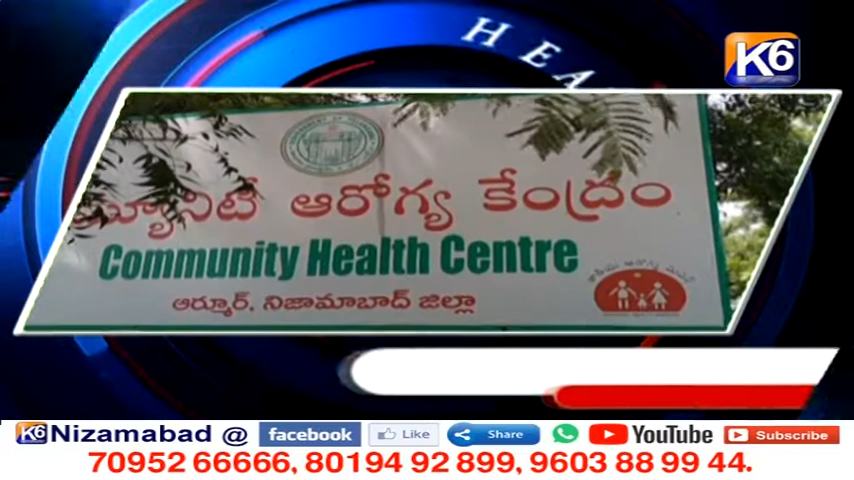 HEA
K6
ఆరోగ్య కేంద్రం
Community Health Centre
ఆర్మూర్, నిజామాబాద్ జిల్లా
K6 Nizamabad @ facebook Like Share YouTube Subscribe
70952 66666, 80194 92 899, 9603 88 99 44.